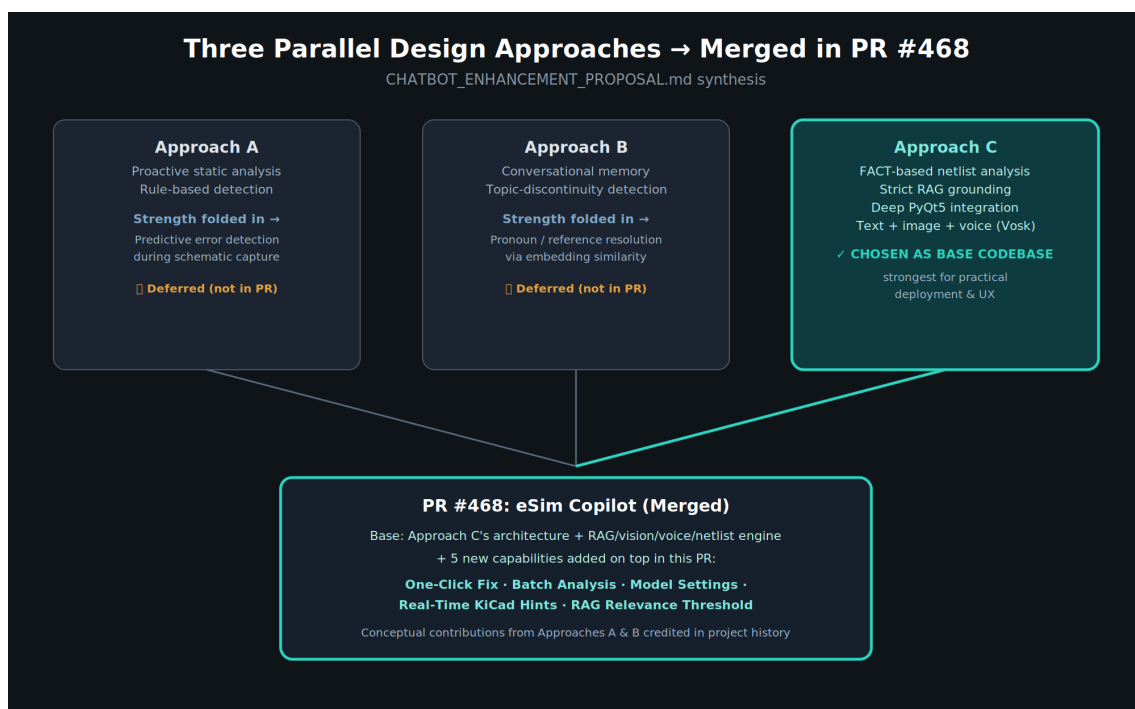 Three Parallel Design Approaches → Merged in PR #468
CHATBOT_ENHANCEMENT_PROPOSAL.md synthesis
Approach A
Proactive static analysis
Rule-based detection
Strength folded in →
Predictive error detection
during schematic capture
▯ Deferred (not in PR)
Approach B
Conversational memory
Topic-discontinuity detection
Strength folded in →
Pronoun / reference resolution
via embedding similarity
▯ Deferred (not in PR)
Approach C
FACT-based netlist analysis
Strict RAG grounding
Deep PyQt5 integration
Text + image + voice (Vosk)
✓ CHOSEN AS BASE CODEBASE
strongest for practical
deployment & UX
PR #468: eSim Copilot (Merged)
Base: Approach C's architecture + RAG/vision/voice/netlist engine
+ 5 new capabilities added on top in this PR:
One-Click Fix · Batch Analysis · Model Settings ·
Real-Time KiCad Hints · RAG Relevance Threshold
Conceptual contributions from Approaches A & B credited in project history